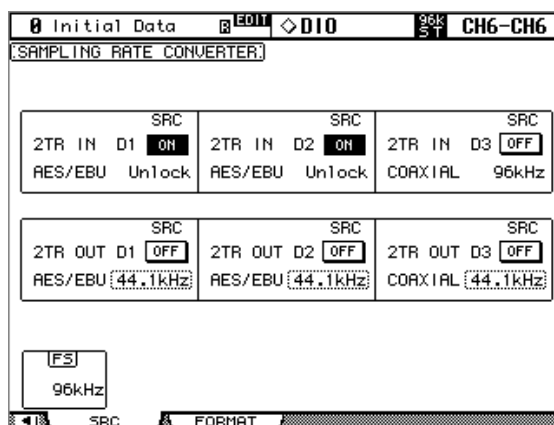 0 Initial Data R EDIT ◇DIO 96k ST CH6-CH6
SAMPLING RATE CONVERTER
SRC SRC SRC
2TR IN D1 ON 2TR IN D2 ON 2TR IN D3 OFF
AES/EBU Unlock AES/EBU Unlock COAXIAL 96kHz
SRC SRC SRC
2TR OUT D1 OFF 2TR OUT D2 OFF 2TR OUT D3 OFF
AES/EBU 44.1kHz AES/EBU 44.1kHz COAXIAL 44.1kHz
FS
96kHz
SRC FORMAT